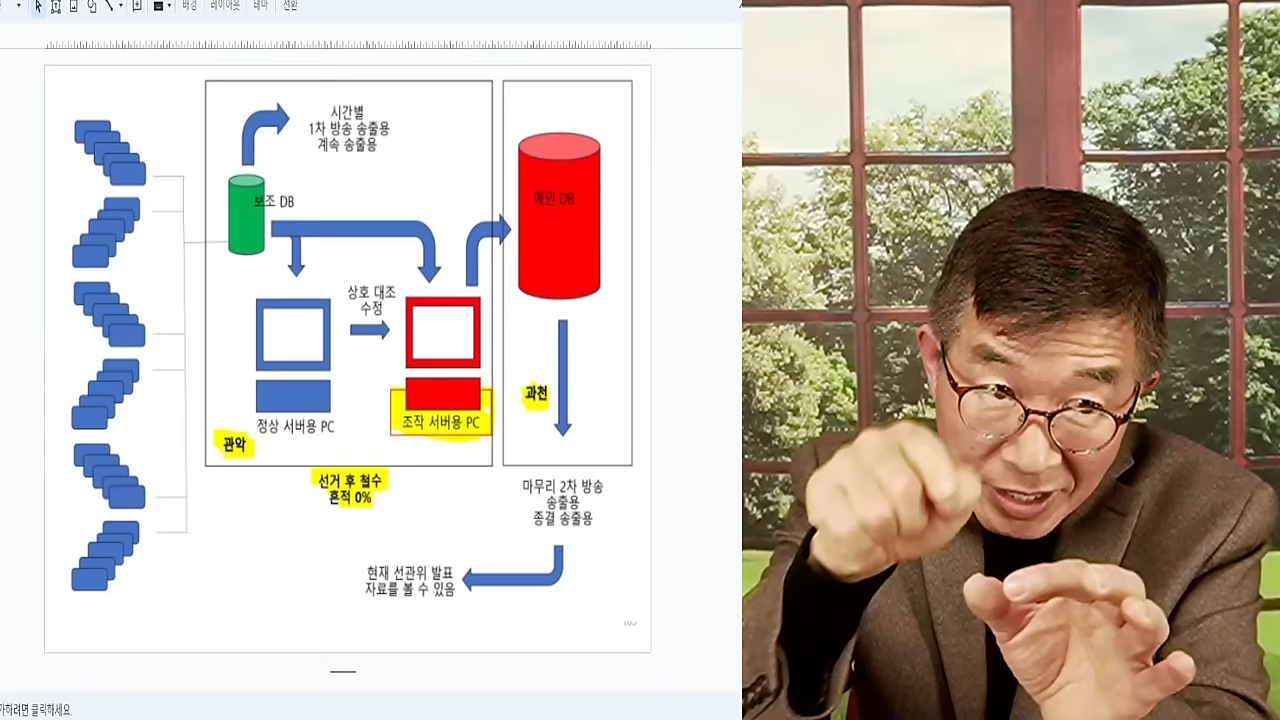 배경
레이아웃
테마
전환
시간별
1차 방송 송출용
계속 송출용
보조 DB
메인 DB
상호 대조
수정
정상 서버용 PC
조작 서버용 PC
관악
과천
선거 후 철수
흔적 0%
마무리 2차 방송
송출용
종결 송출용
현재 선관위 발표
자료를 볼 수 있음
가하려면 클릭하세요.